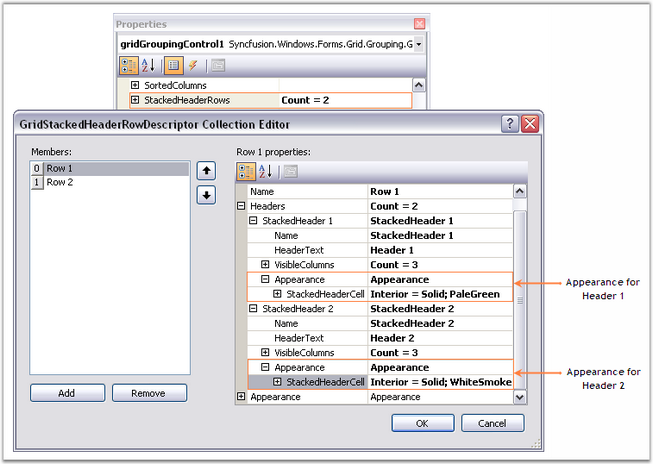 Properties
gridGroupingControl1 Syncfusion.Windows.Forms.Grid.Grouping.G
SortedColumns
StackedHeaderRows Count = 2
GridStackedHeaderRowDescriptor Collection Editor
Members:
0 Row 1
1 Row 2
Add Remove
Row 1 properties:
Name Row 1
Headers Count = 2
StackedHeader 1 StackedHeader 1
Name StackedHeader 1
HeaderText Header 1
VisibleColumns Count = 3
Appearance Appearance
StackedHeaderCell Interior = Solid; PaleGreen
StackedHeader 2 StackedHeader 2
Name StackedHeader 2
HeaderText Header 2
VisibleColumns Count = 3
Appearance Appearance
StackedHeaderCell Interior = Solid; WhiteSmoke
Appearance Appearance
OK Cancel
Appearance for
Header 1
Appearance for
Header 2